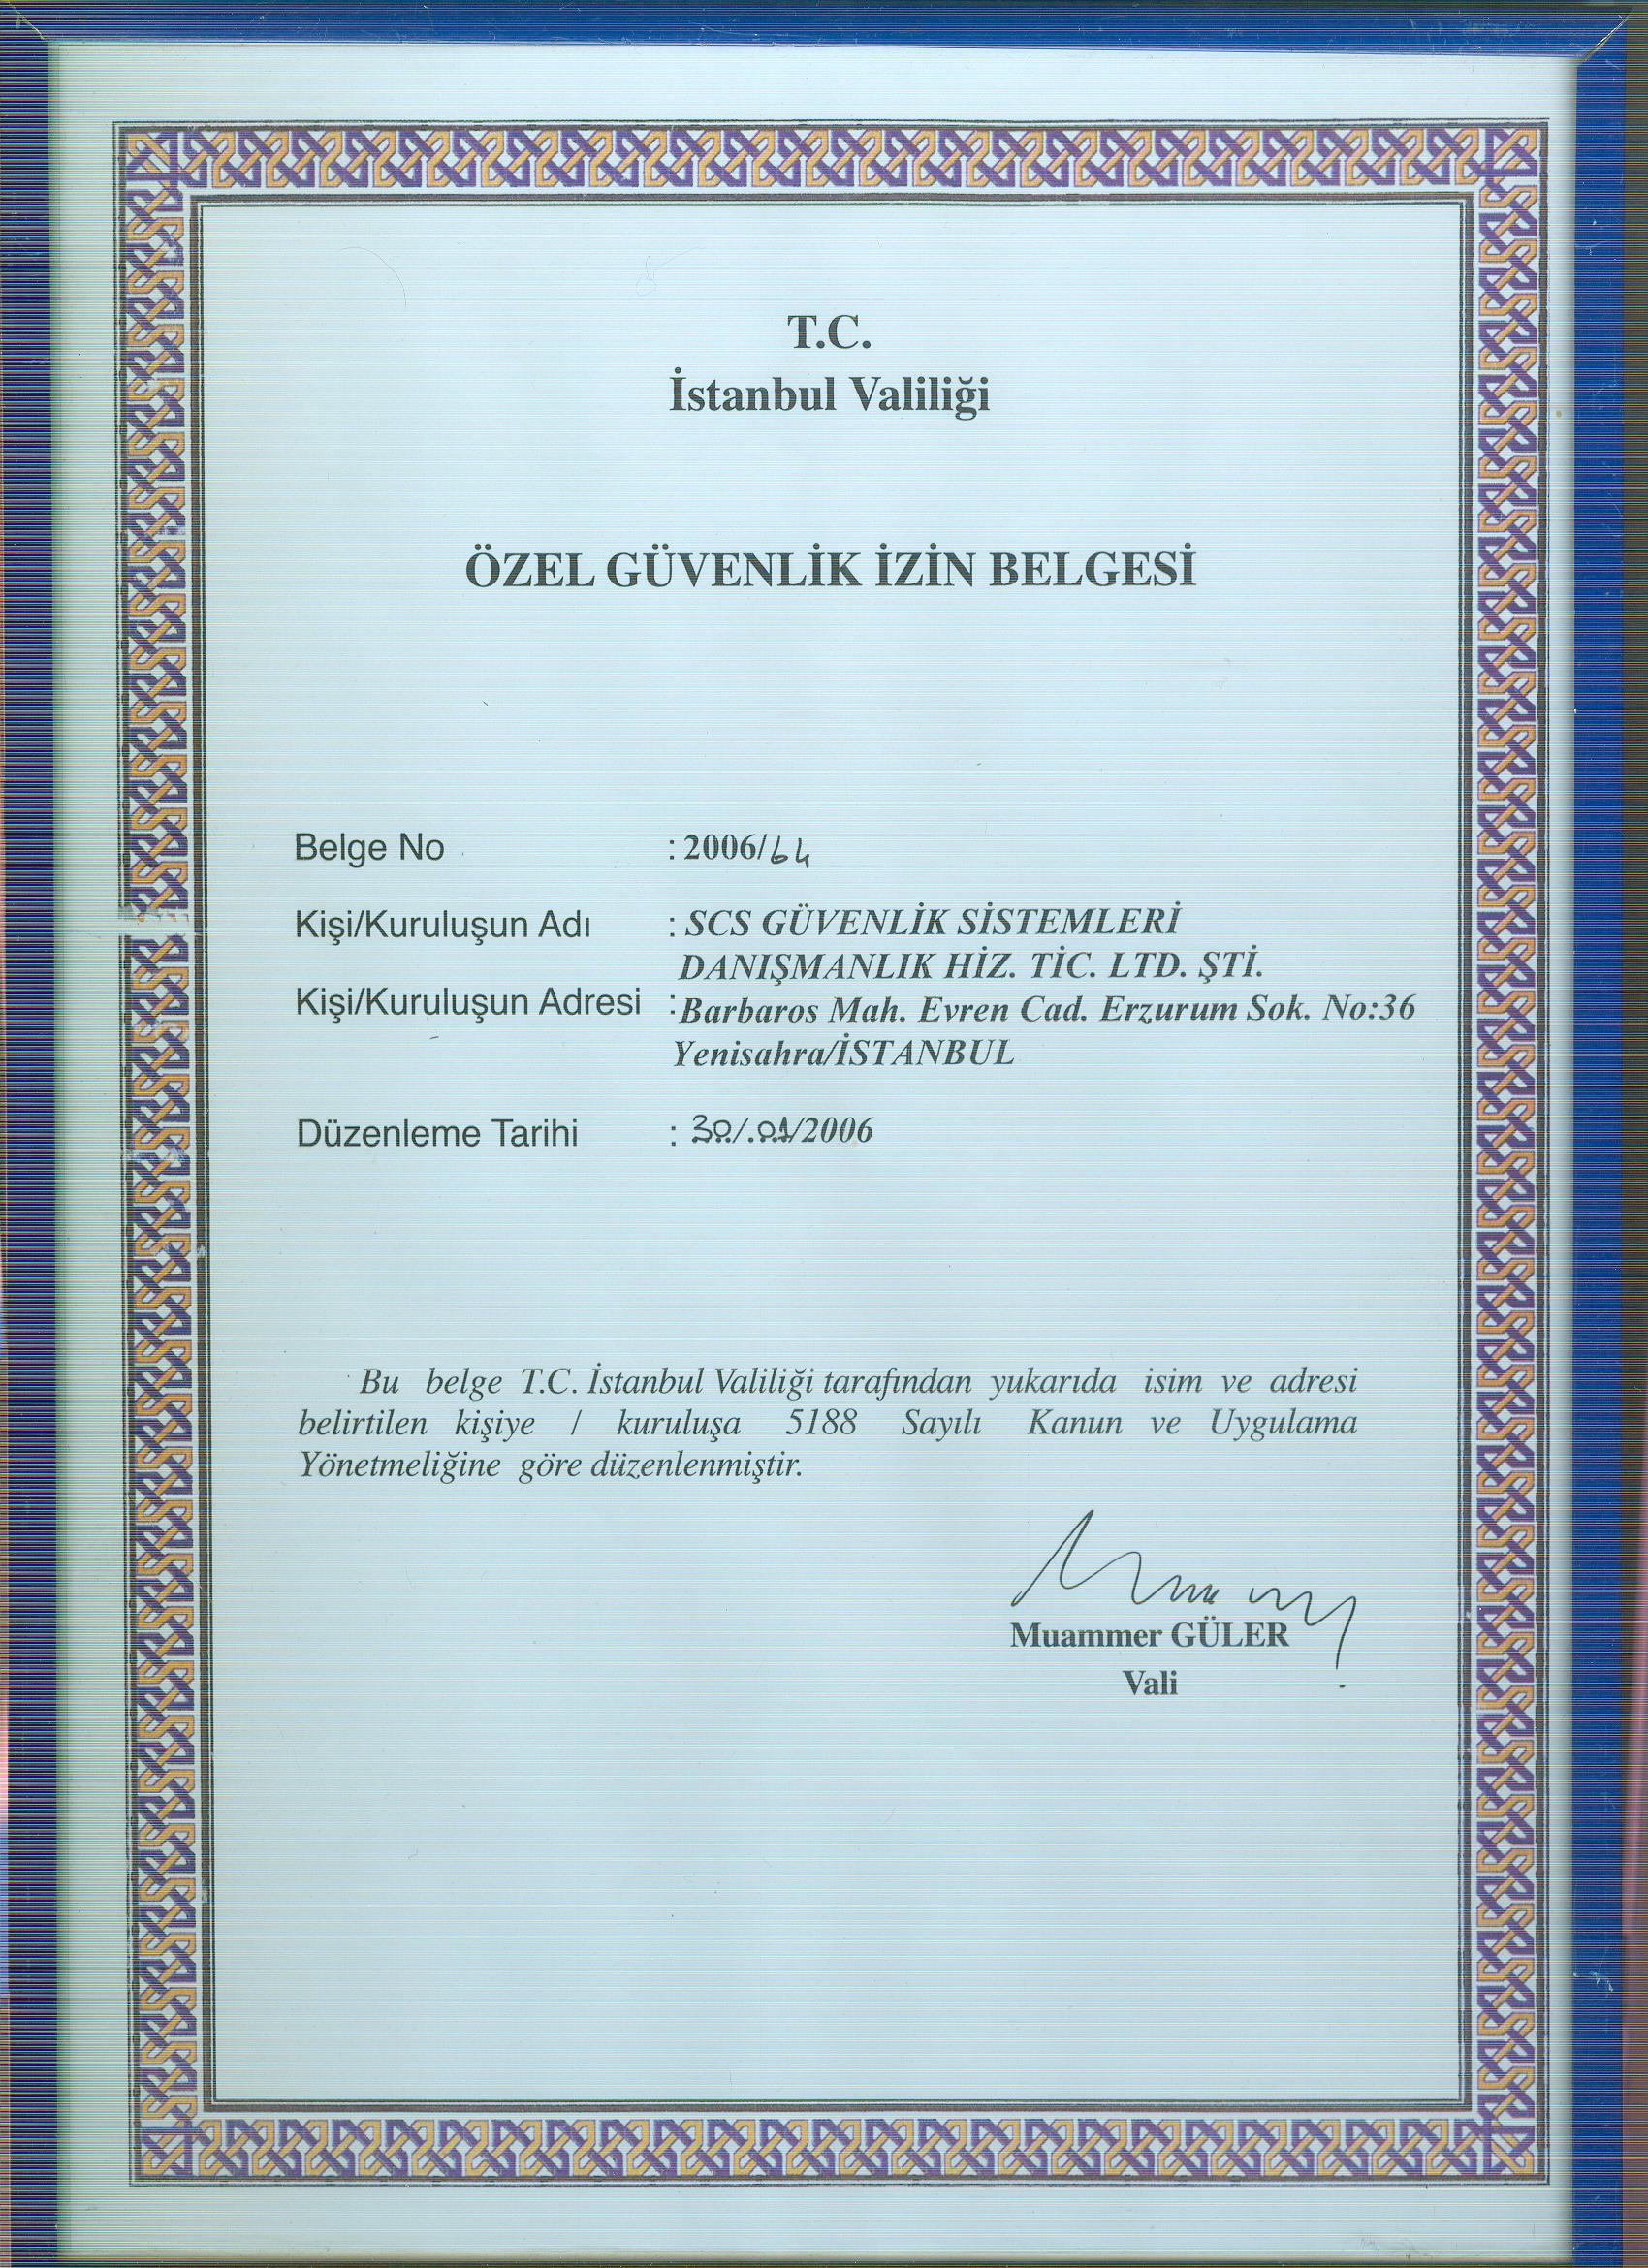 T.C.
İstanbul Valiliği
ÖZEL GÜVENLİK İZİN BELGESİ
Belge No : 2006/64
Kişi/Kuruluşun Adı : SCS GÜVENLİK SİSTEMLERİ
DANIŞMANLIK HİZ. TİC. LTD. ŞTİ.
Kişi/Kuruluşun Adresi : Barbaros Mah. Evren Cad. Erzurum Sok. No:36
Yenisahra/İSTANBUL
Düzenleme Tarihi : 30/.01/2006
Bu belge T.C. İstanbul Valiliği tarafından yukarıda isim ve adresi
belirtilen kişiye / kuruluşa 5188 Sayılı Kanun ve Uygulama
Yönetmeliğine göre düzenlenmiştir.
Muammer GÜLER
Vali